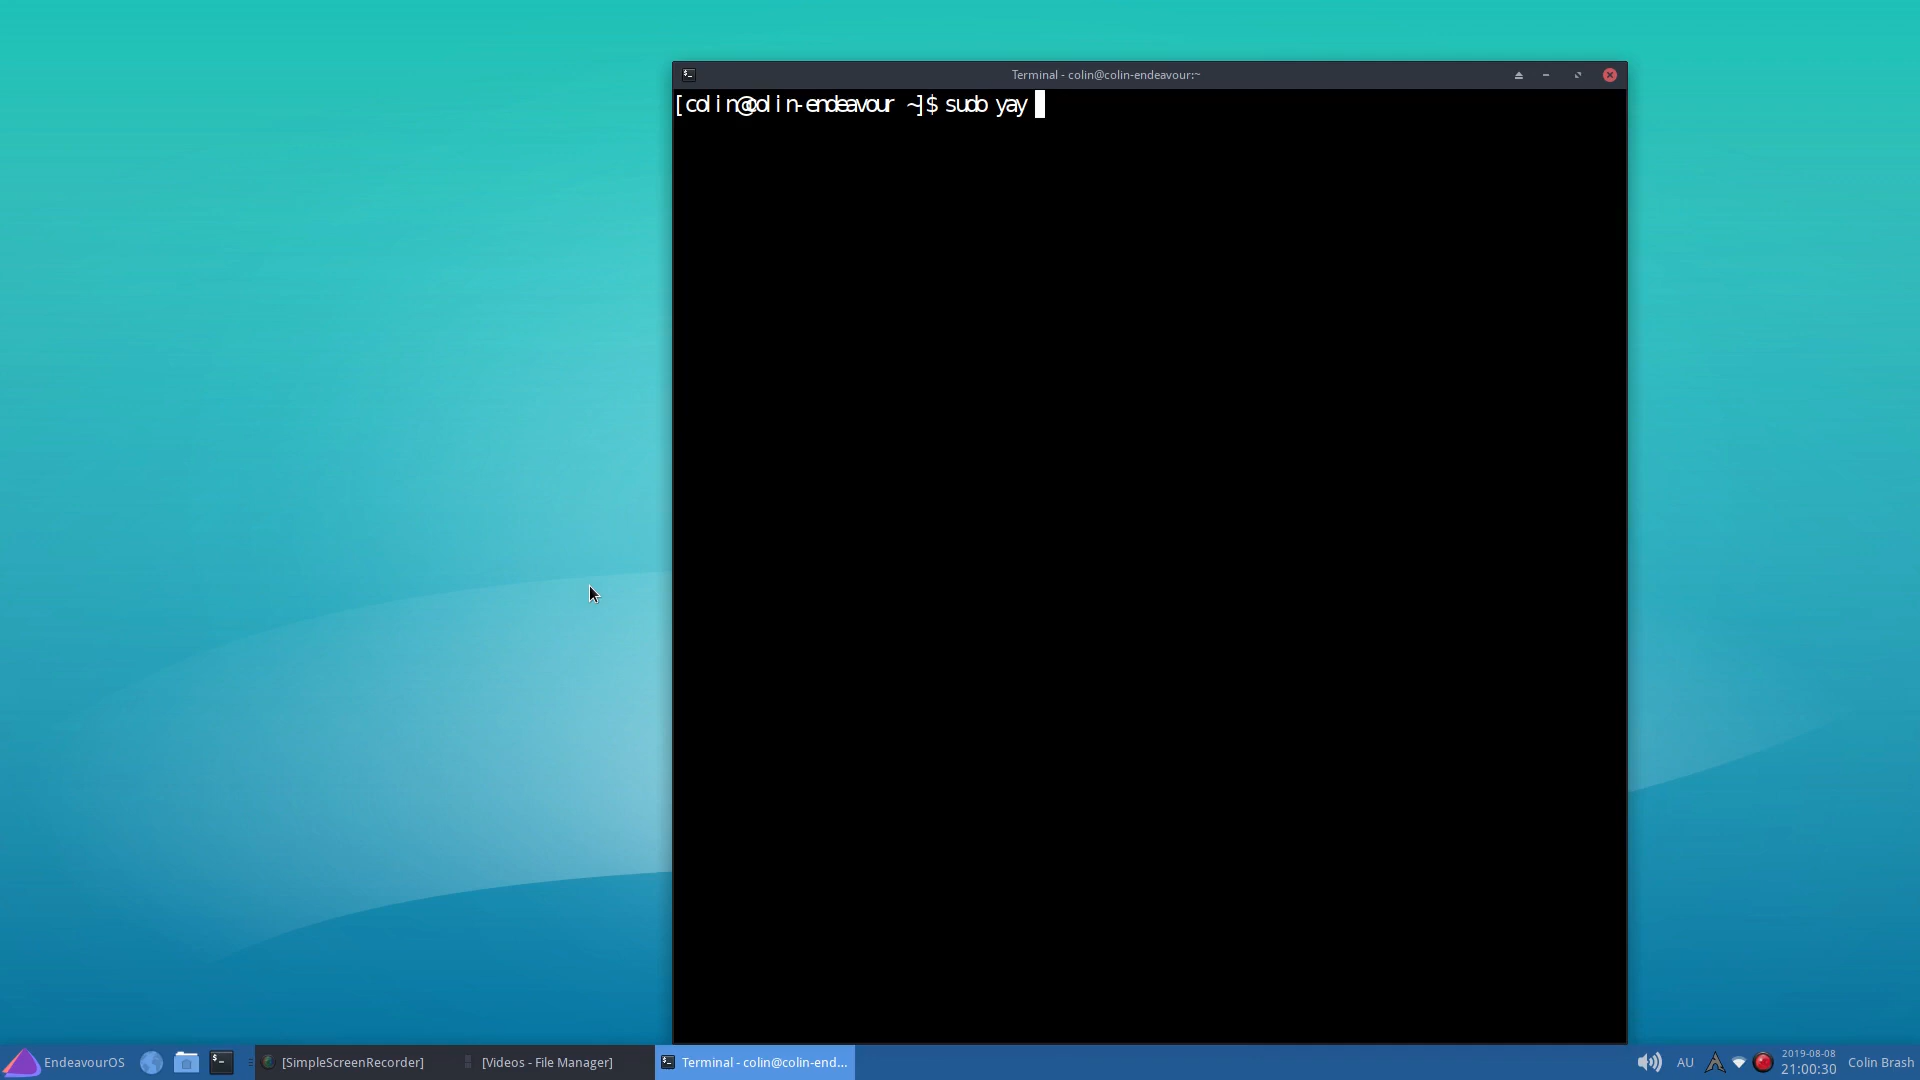 Terminal - colin@colin-endeavour:~
[colin@colin-endeavour ~]$ sudo yay
EndeavourOS
[SimpleScreenRecorder]
[Videos - File Manager]
Terminal - colin@colin-end...
AU
2019-08-08
21:00:30
Colin Brash